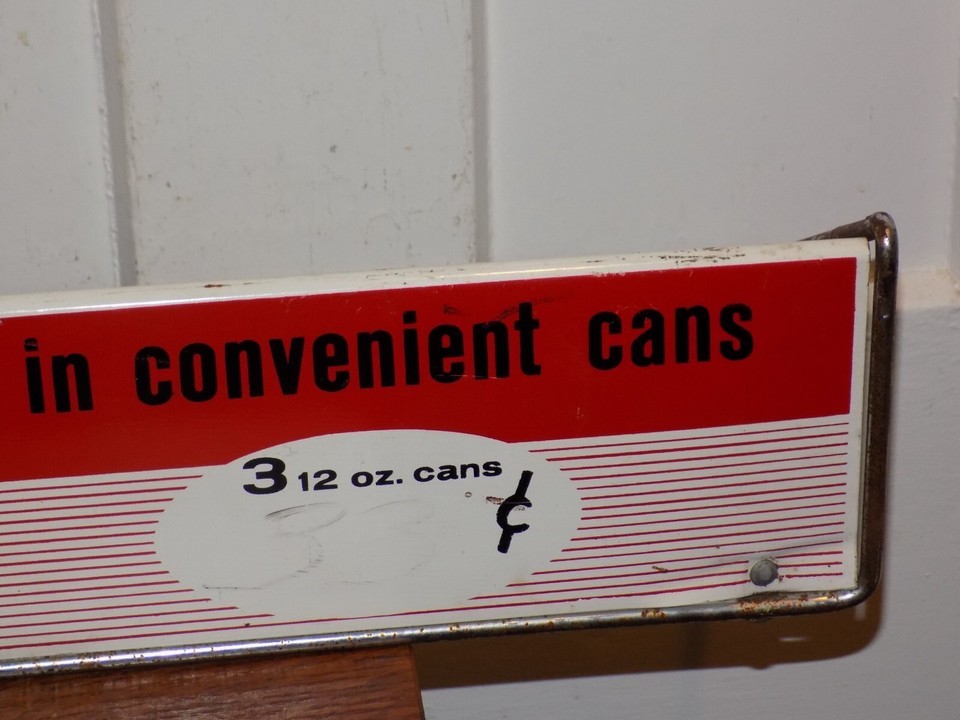 in convenient cans
3 12 oz. cans
¢